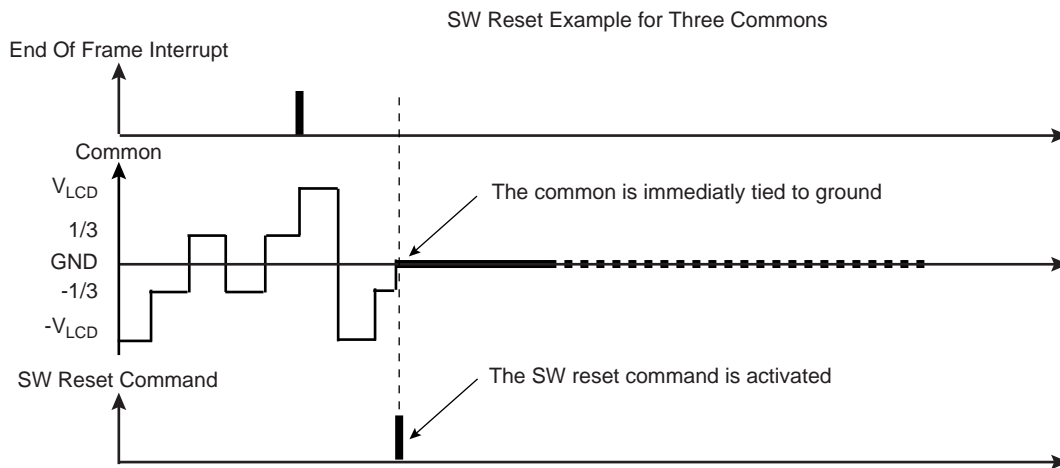 SW Reset Example for Three Commons
End Of Frame Interrupt
Common
VLCD
The common is immediatly tied to ground
1/3
GND
-1/3
-VLCD
SW Reset Command
The SW reset command is activated